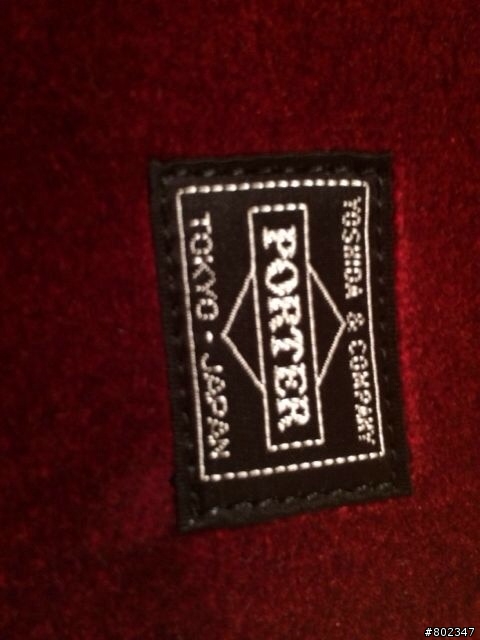 YOSHIDA & COMPANY
PORTER
TOKYO · JAPAN
#802347